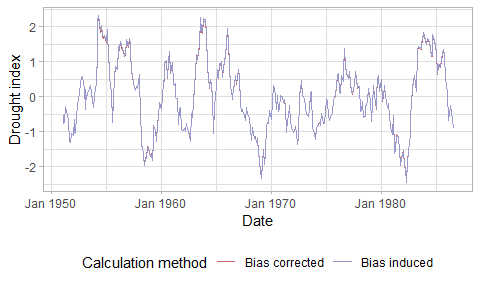 Drought index
2
1
0
-1
-2
Jan 1950 Jan 1960 Jan 1970 Jan 1980
Date
Calculation method Bias corrected Bias induced